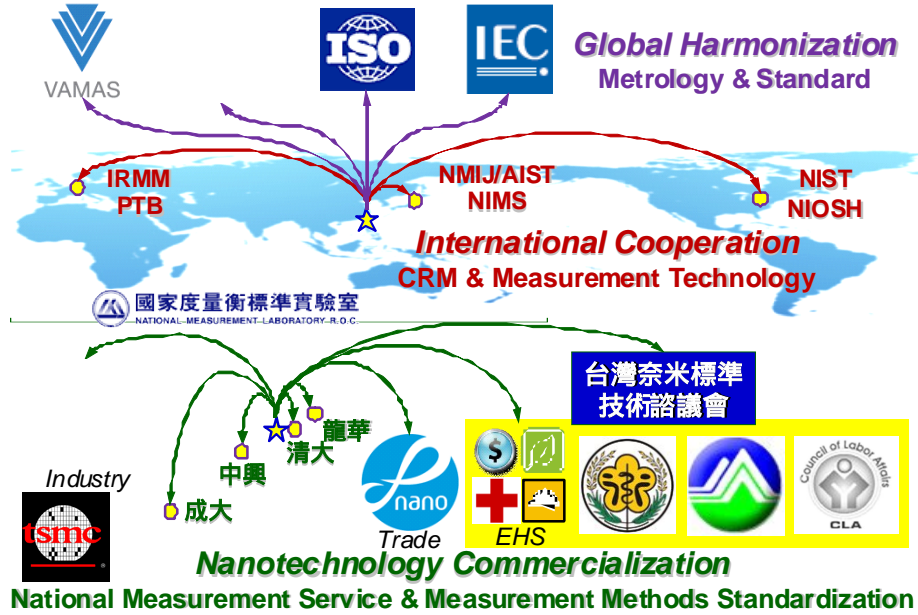 VAMAS
ISO
IEC
Global Harmonization
Metrology & Standard
IRMM
PTB
NMIJ/AIST
NIMS
NIST
NIOSH
International Cooperation
CRM & Measurement Technology
國家度量衡標準實驗室
NATIONAL MEASUREMENT LABORATORY R.O.C.
台灣奈米標準
技術諮議會
龍華
清大
中興
成大
Industry
tsmc
nano
Trade
$
EHS
Council of Labor Affairs
CLA
Nanotechnology Commercialization
National Measurement Service & Measurement Methods Standardization